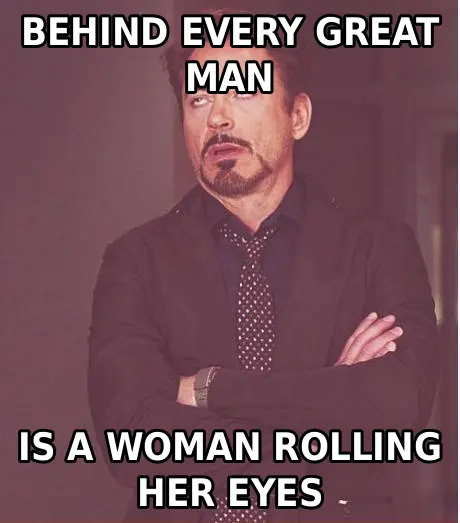 BEHIND EVERY GREAT
MAN
IS A WOMAN ROLLING
HER EYES